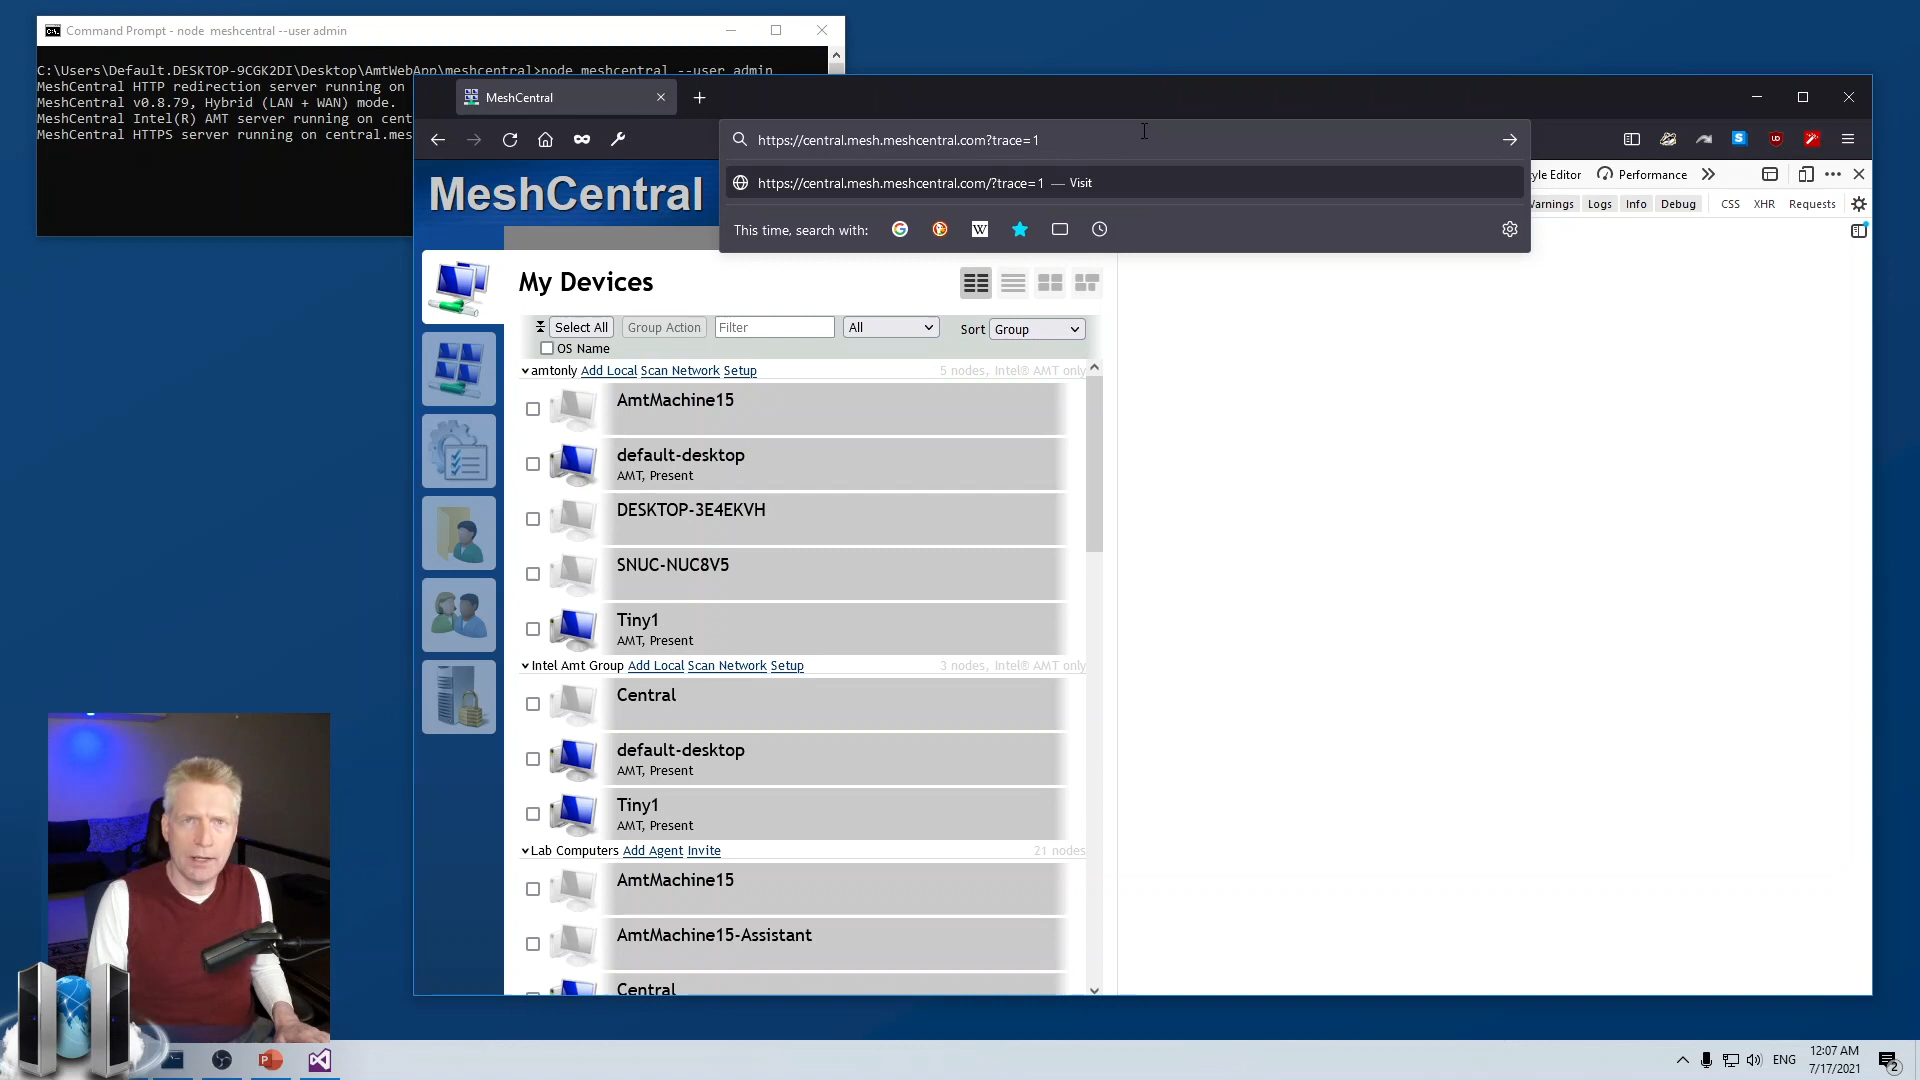 Command Prompt - node meshcentral --user admin
C:\Users\Default.DESKTOP-9CGK2DI\Desktop\AmtWebApp\meshcentral>node meshcentral --user admin
MeshCentral HTTP redirection server running on
MeshCentral v0.8.79, Hybrid (LAN + WAN) mode.
MeshCentral Intel(R) AMT server running on cent
MeshCentral HTTPS server running on central.mes
MeshCentral
https://central.mesh.meshcentral.com?trace=1
https://central.mesh.meshcentral.com/?trace=1 — Visit
This time, search with:
yle Editor
Performance
Warnings
Logs
Info
Debug
CSS
XHR
Requests
MeshCentral
My Devices
Select All
Group Action
Filter
All
Sort
Group
OS Name
amtonly Add Local Scan Network Setup
5 nodes, Intel® AMT only
AmtMachine15
default-desktop
AMT, Present
DESKTOP-3E4EKVH
SNUC-NUC8V5
Tiny1
AMT, Present
Intel Amt Group Add Local Scan Network Setup
3 nodes, Intel® AMT only
Central
default-desktop
AMT, Present
Tiny1
AMT, Present
Lab Computers Add Agent Invite
21 nodes
AmtMachine15
AmtMachine15-Assistant
Central
ENG
12:07 AM
7/17/2021
2